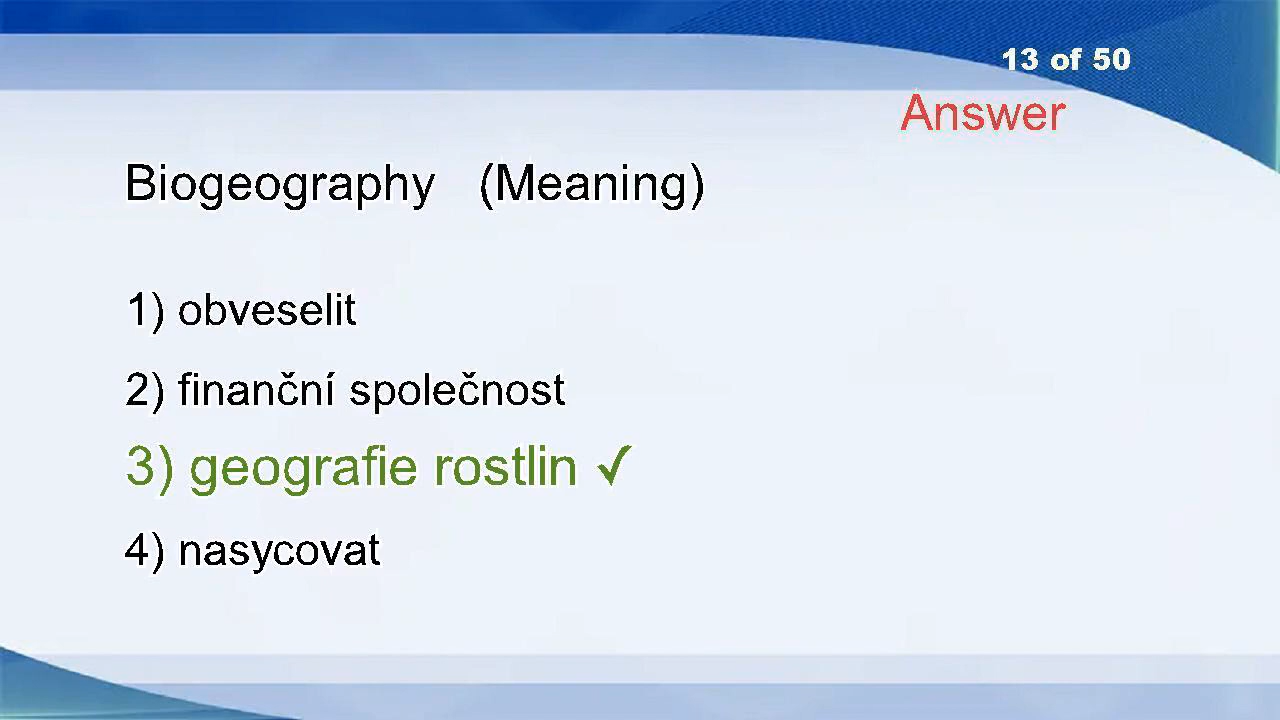 13 of 50
Answer
Biogeography (Meaning)
1) obveselit
2) finanční společnost
3) geografie rostlin ✓
4) nasycovat